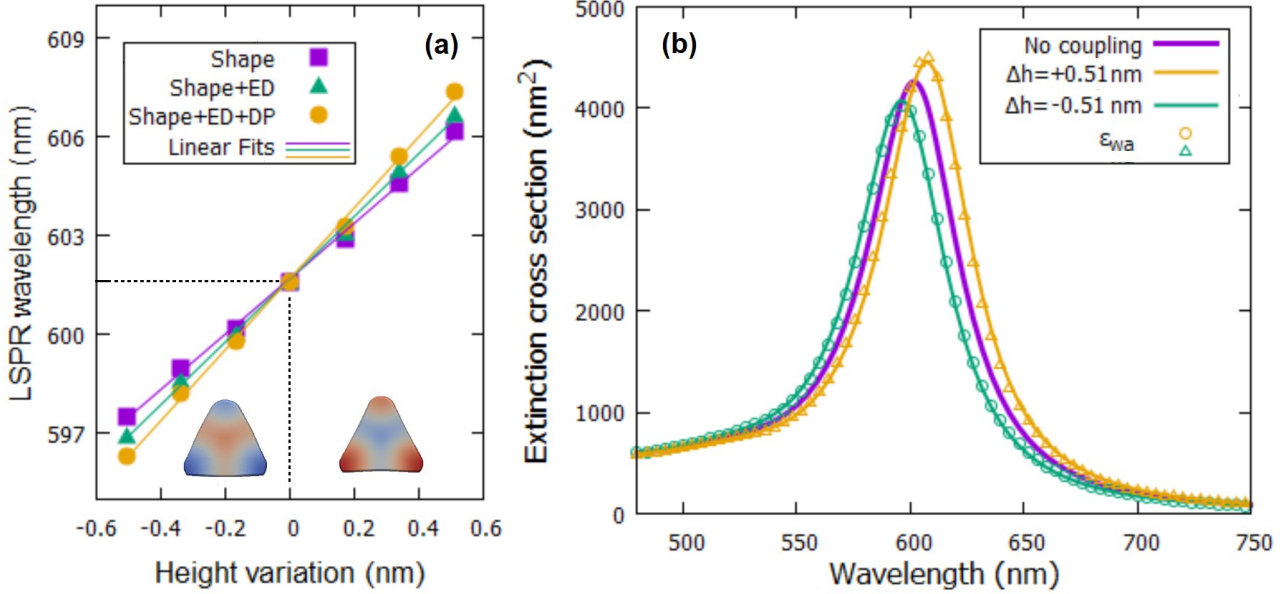 (a)
LSPR wavelength (nm)
609
606
603
600
597
Shape
Shape+ED
Shape+ED+DP
Linear Fits
-0.6
-0.4
-0.2
0
0.2
0.4
0.6
Height variation (nm)
(b)
Extinction cross section (nm²)
5000
4000
3000
2000
1000
0
No coupling
Δh=+0.51 nm
Δh=-0.51 nm
εwa
500
550
600
650
700
750
Wavelength (nm)